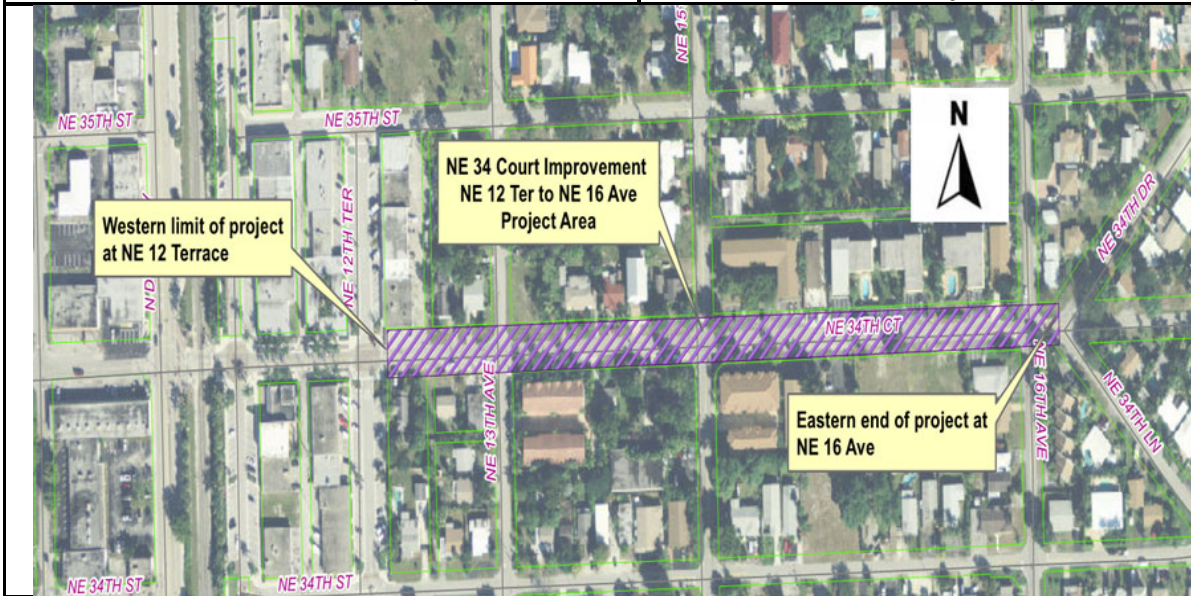 NE 15
NE 35TH ST
NE 35TH ST
N
NE 34 Court Improvement
NE 12 Ter to NE 16 Ave
Project Area
Western limit of project
at NE 12 Terrace
N D
NE 12TH TER
NE 34TH DR
NE 34TH CT
NE 13TH AVE
NE 16TH AVE
NE 34TH LN
Eastern end of project at
NE 16 Ave
NE 34TH ST
NE 34TH ST